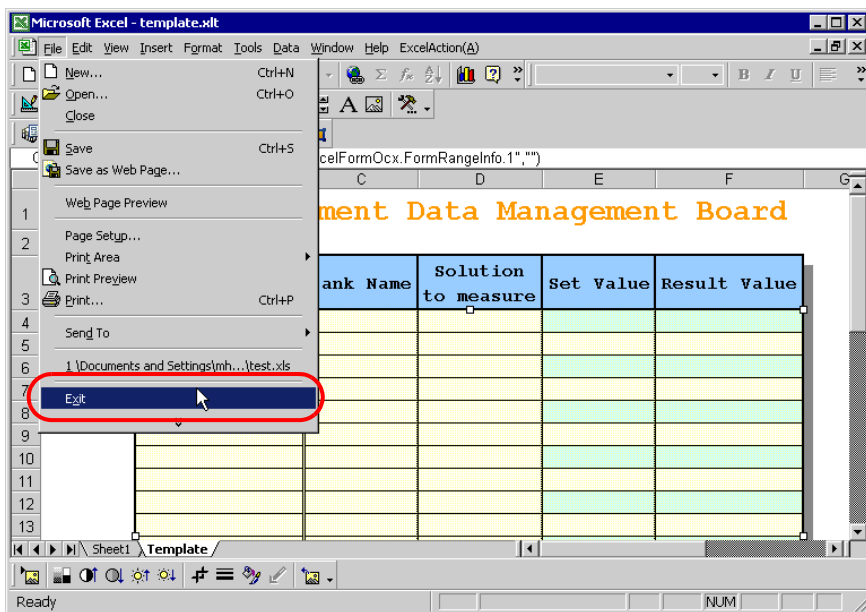 Microsoft Excel - template.xlt
File Edit View Insert Format Tools Data Window Help ExcelAction(A)
New... Ctrl+N
Open... Ctrl+O
Close
Save Ctrl+S
Save as Web Page...
Web Page Preview
Page Setup...
Print Area
Print Preview
Print... Ctrl+P
Send To
1 \Documents and Settings\mh...\test.xls
Exit
B I U
celFormOcx.FormRangeInfo.1","")
C D E F G
1 ment Data Management Board
2
3 ank Name Solution to measure Set Value Result Value
4
5
6
7
8
9
10
11
12
13
Sheet1 Template
Ready NUM